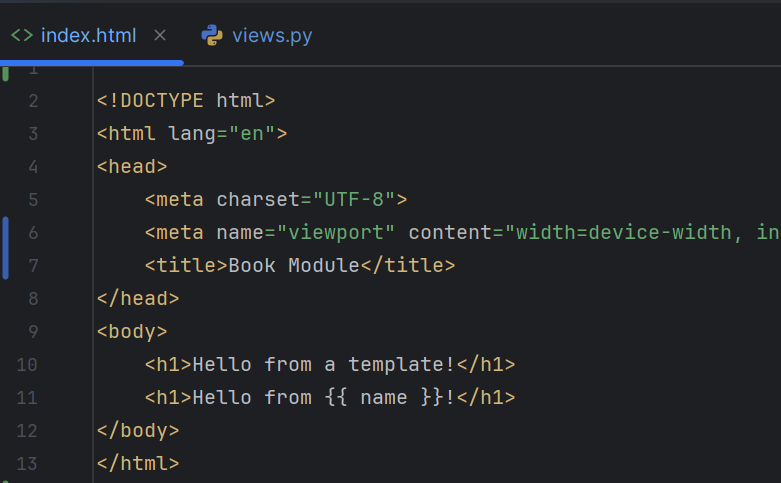 index.html × views.py
1
2 <!DOCTYPE html>
3 <html lang="en">
4 <head>
5     <meta charset="UTF-8">
6     <meta name="viewport" content="width=device-width, in
7     <title>Book Module</title>
8 </head>
9 <body>
10     <h1>Hello from a template!</h1>
11     <h1>Hello from {{ name }}!</h1>
12 </body>
13 </html>